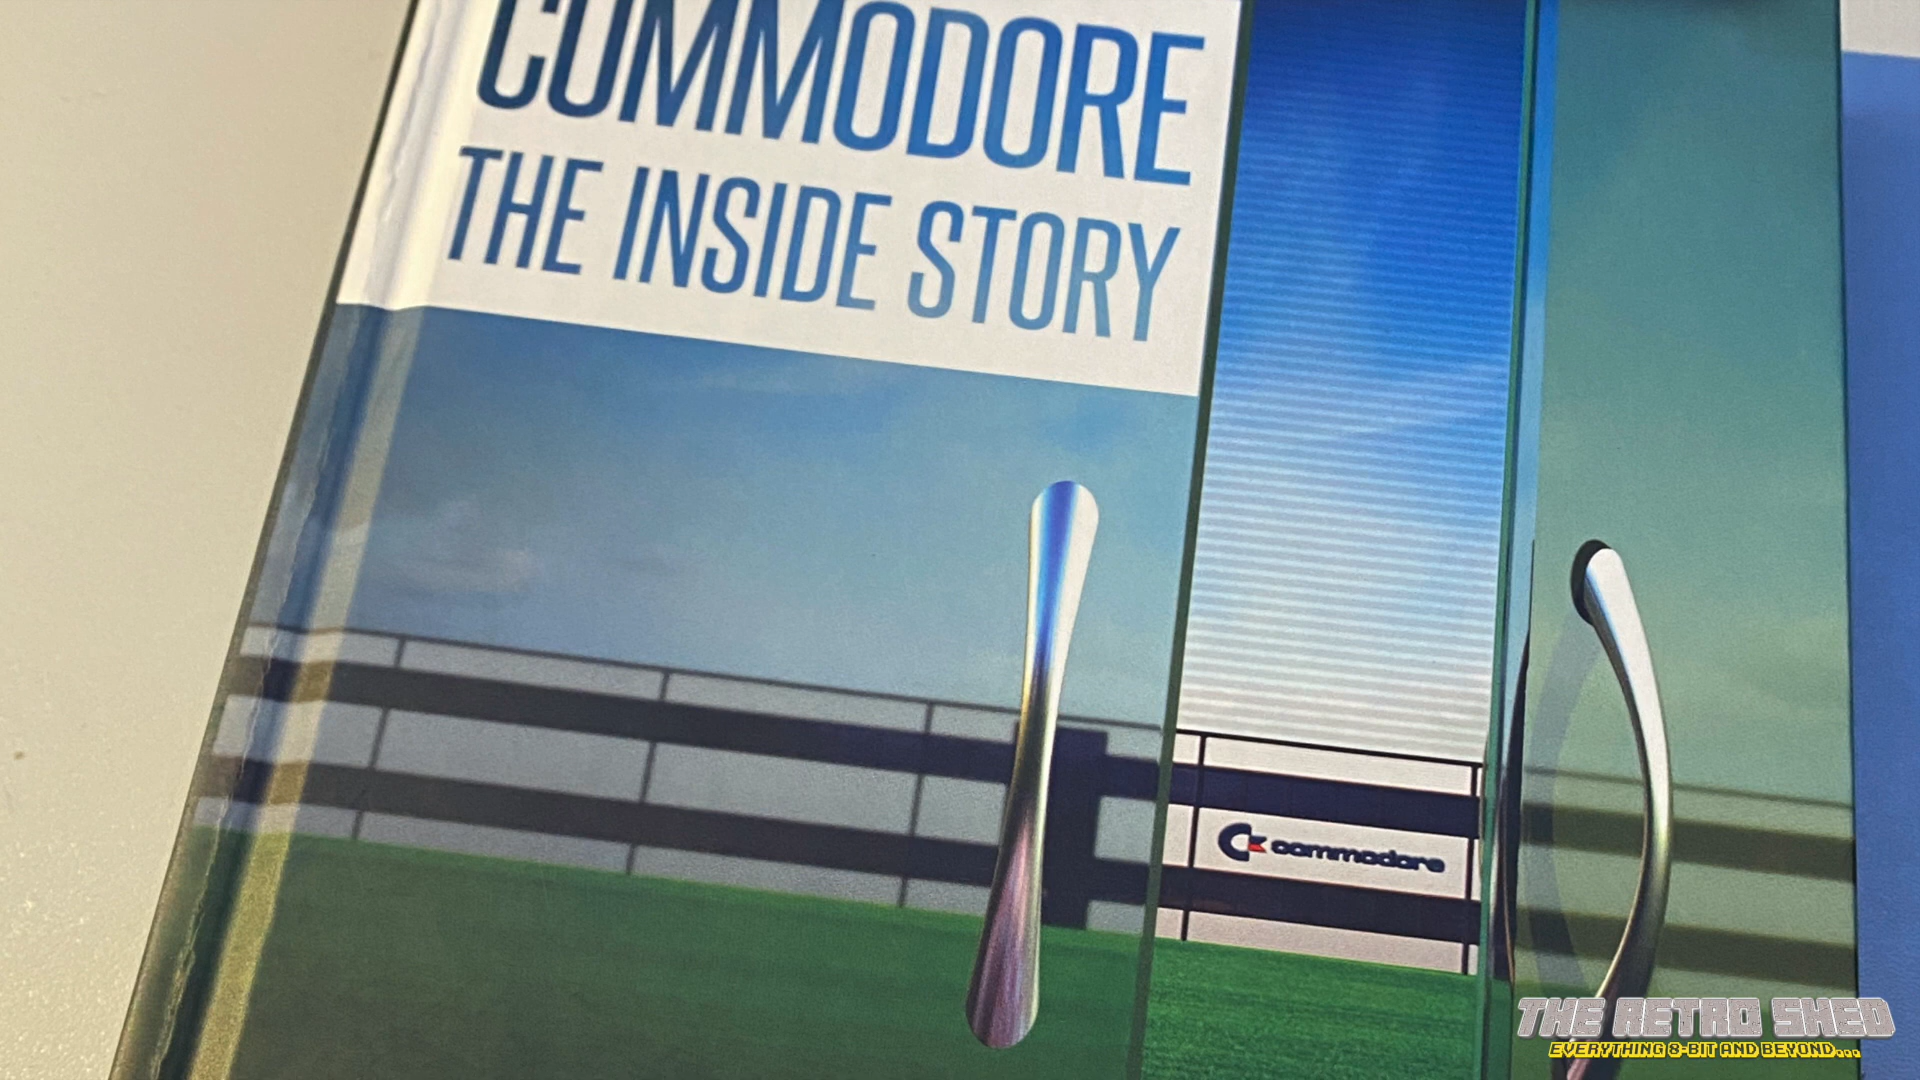 COMMODORE
THE INSIDE STORY
commodore
THE RETRO SHED
EVERYTHING 8-BIT AND BEYOND...